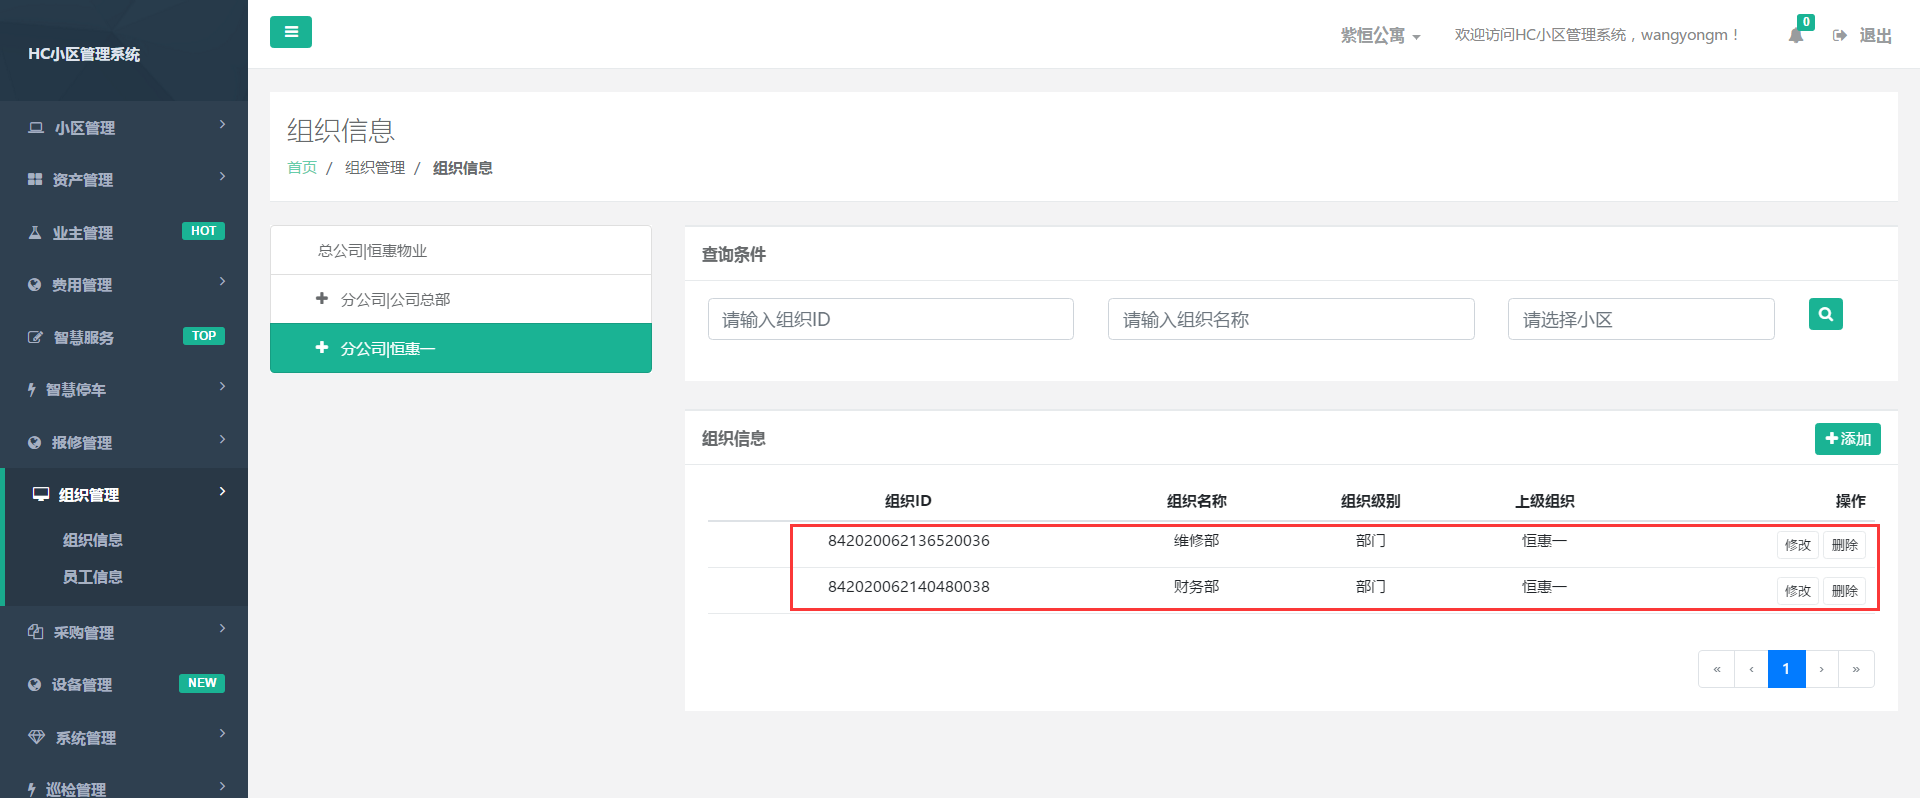 HC小区管理系统
紫恒公寓
欢迎访问HC小区管理系统，wangyongm！
0
退出
小区管理
资产管理
业主管理 HOT
费用管理
智慧服务 TOP
智慧停车
报修管理
组织管理
组织信息
员工信息
采购管理
设备管理 NEW
系统管理
巡检管理
组织信息
首页 / 组织管理 / 组织信息
总公司|恒惠物业
分公司|公司总部
分公司|恒惠一
查询条件
请输入组织ID 请输入组织名称 请选择小区
组织信息 添加
组织ID 组织名称 组织级别 上级组织 操作
842020062136520036 维修部 部门 恒惠一 修改 删除
842020062140480038 财务部 部门 恒惠一 修改 删除
« ‹ 1 › »